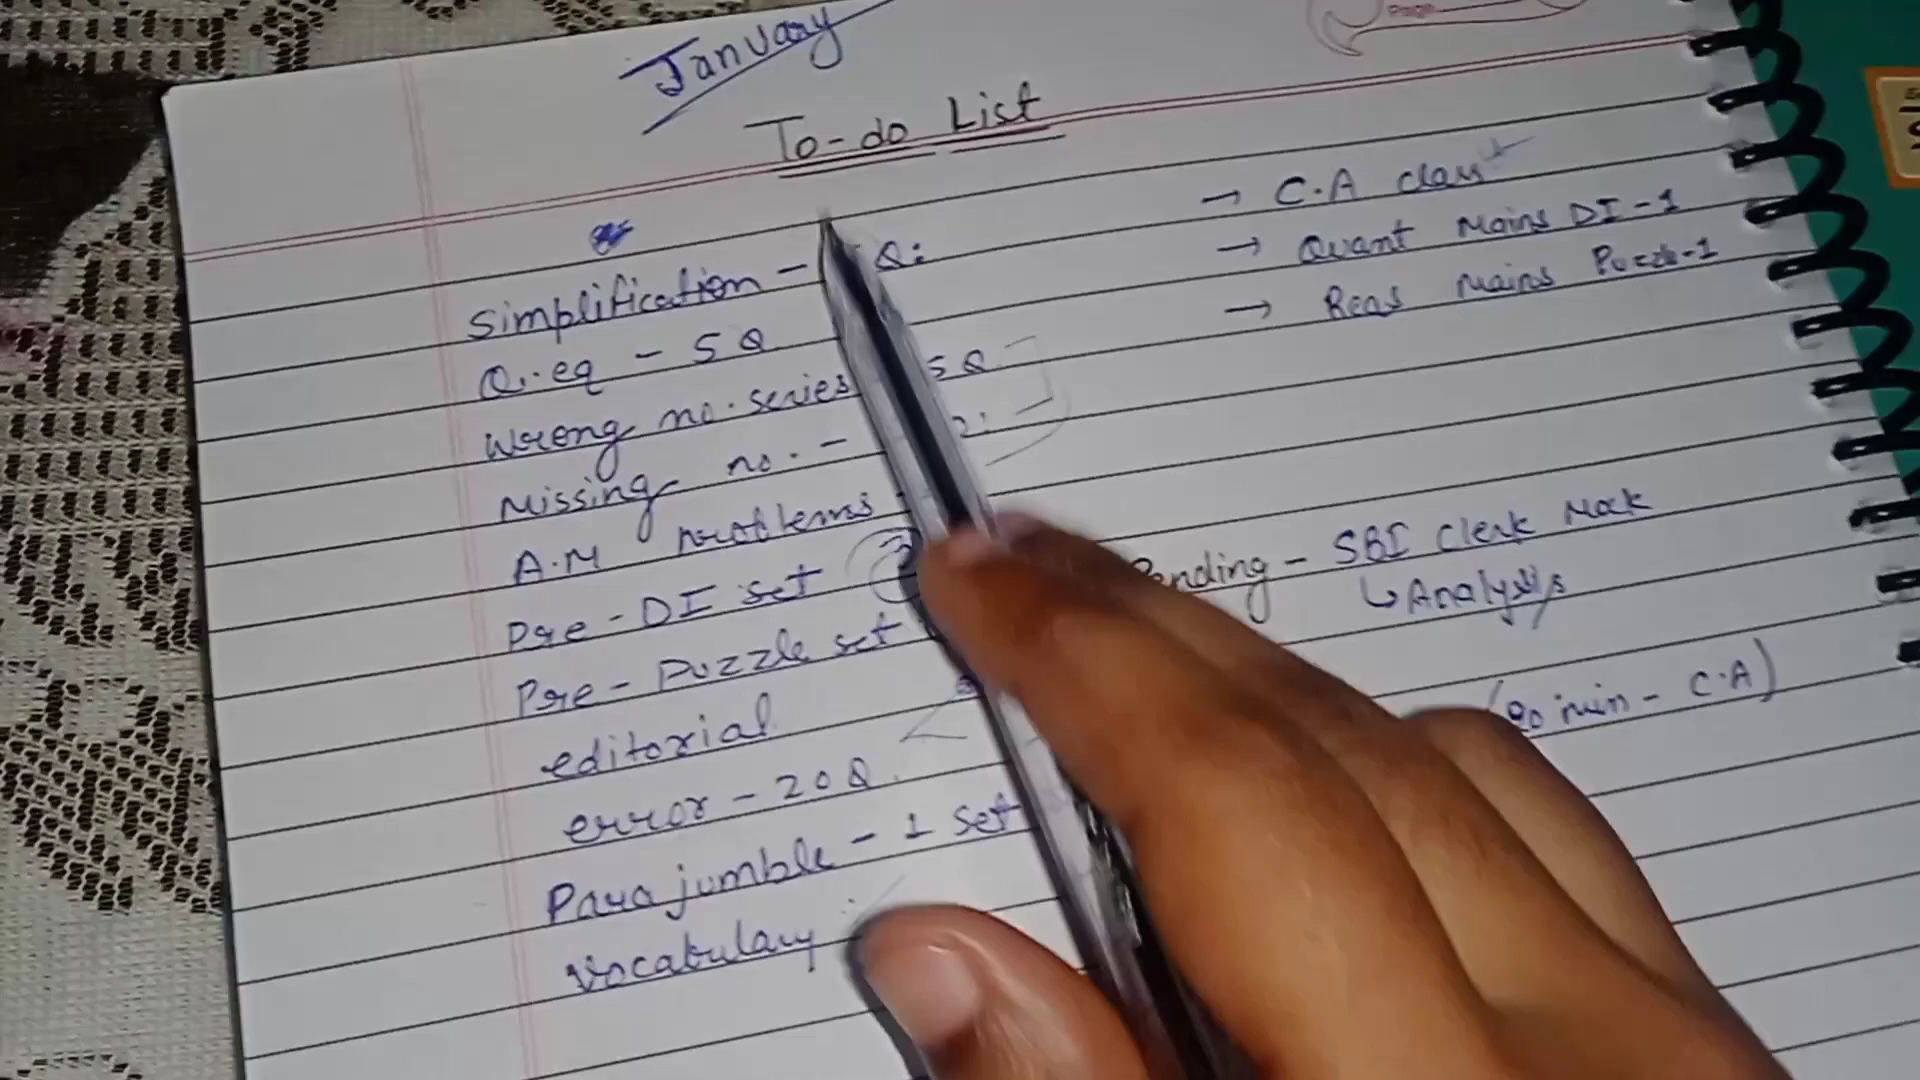 Page
January
To-do List
Simplification - Q:
Q.eq - 5 Q
Wrong no. series 5 Q.
Missing no. -
A.M problems
Pre - DI set
Pre - Puzzle set
editorial
error - 20 Q.
Para jumble - 1 set
vocabulary
→ C.A class
→ Quant Mains DI - 1
→ Reas Mains Puzzle-1
Pending - SBI Clerk Mock
↳ Analysis
min - C.A)